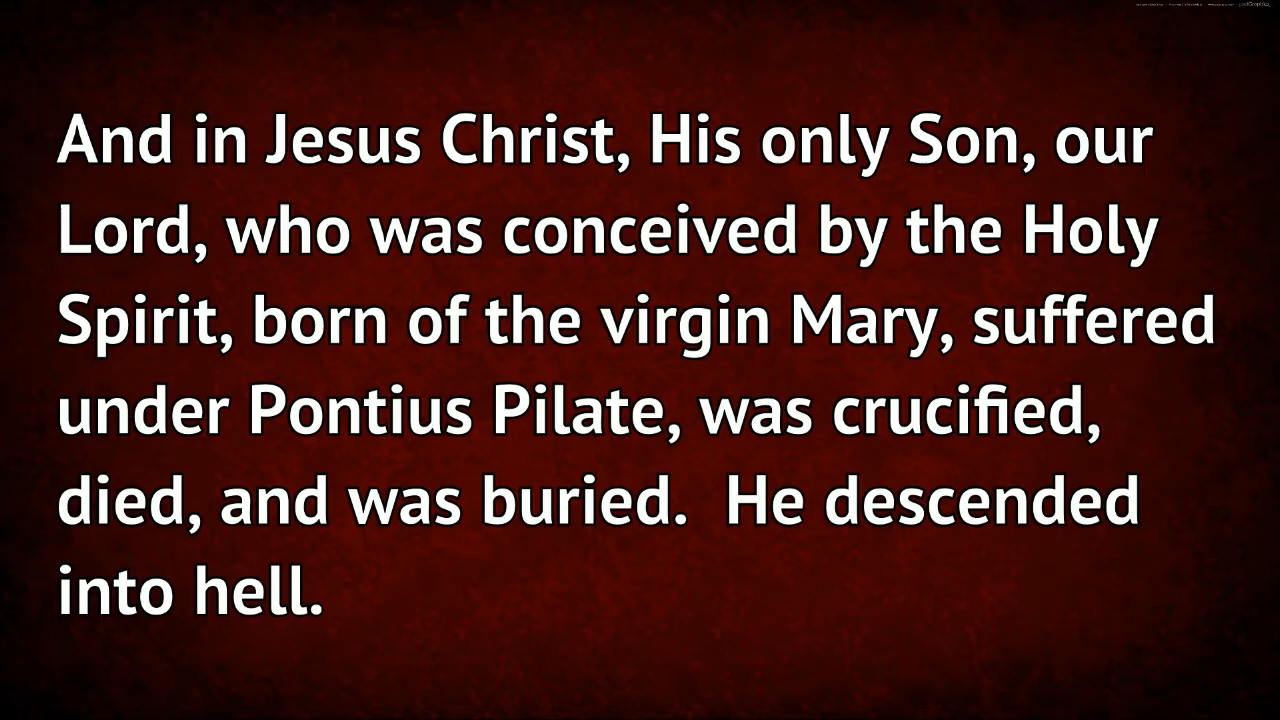 And in Jesus Christ, His only Son, our
Lord, who was conceived by the Holy
Spirit, born of the virgin Mary, suffered
under Pontius Pilate, was crucified,
died, and was buried.  He descended
into hell.